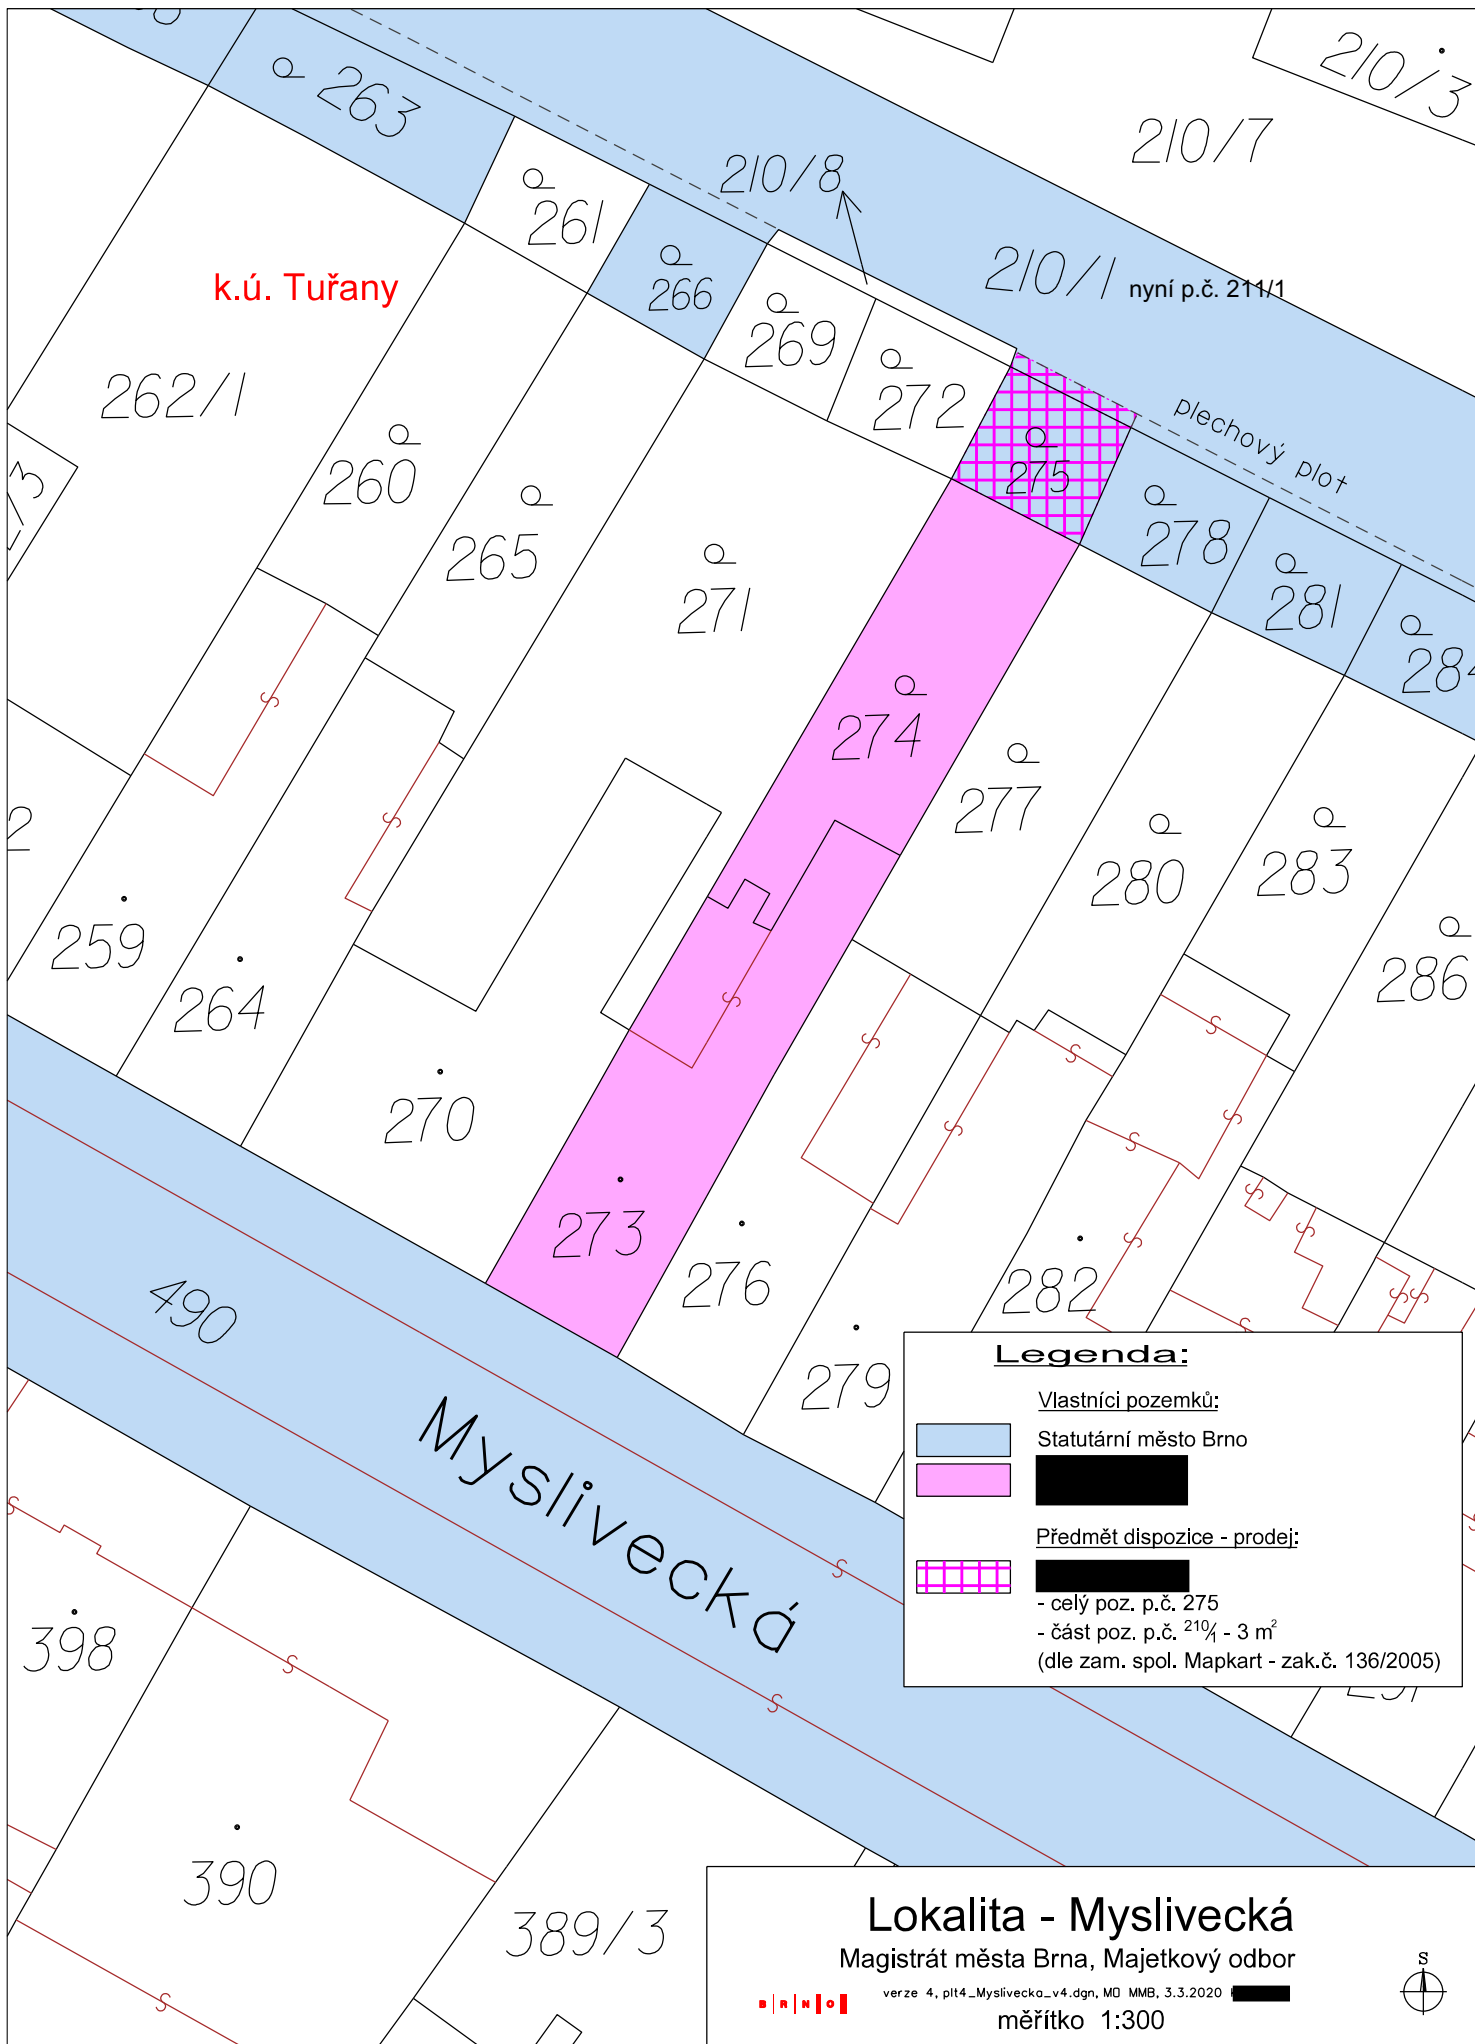 263
210/3
210/7
210/8
261
210/1 nyní p.č. 211/1
266
k.ú. Tuřany
269
272
262/1
plechový plot
260
275
265
278
281
271
284
274
277
280
283
259
264
286
270
273
276
282
490
279
Myslivecká
398
390
389/3
Legenda:
Vlastníci pozemků:
Statutární město Brno
Předmět dispozice - prodej:
- celý poz. p.č. 275
- část poz. p.č. 210/1 - 3 m²
(dle zam. spol. Mapkart - zak.č. 136/2005)
Lokalita - Myslivecká
Magistrát města Brna, Majetkový odbor
S
verze 4, plt4_Myslivecka_v4.dgn, MO MMB, 3.3.2020
BRNO
měřítko 1:300